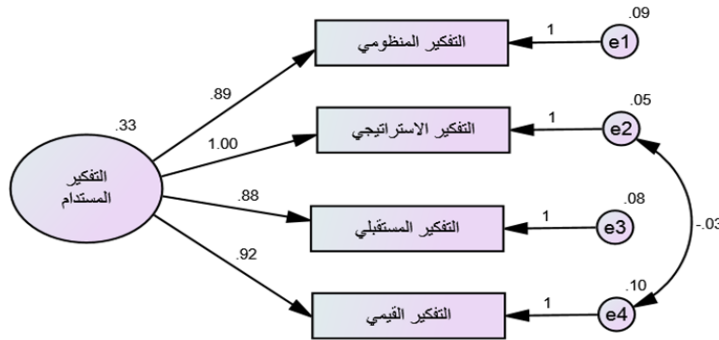 .09
التفكير المنظومي
1
e1
.89
.05
.33
1.00
التفكير الاستراتيجي
1
e2
التفكير
المستدام
.88
.08
التفكير المستقبلي
1
e3
-.03
.92
.10
التفكير القيمي
1
e4